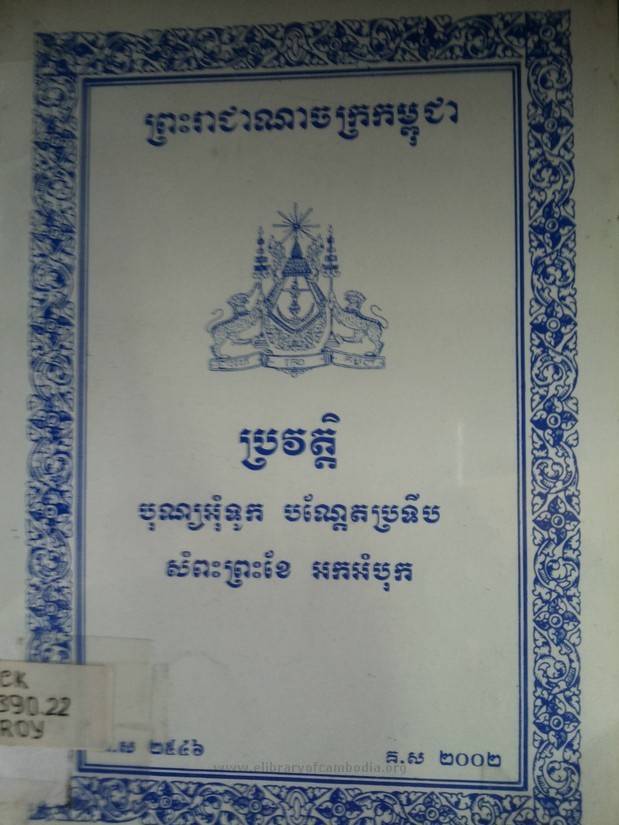 ព្រះរាជាណាចក្រកម្ពុជា
ប្រវត្តិ
បុណ្យអុំទូក បណ្ដែតប្រទីប
សំពះព្រះខែ អកអំបុក
CK
390.22
ROY
.ស ២៥៤៦
គ.ស ២០០២
www.elibraryofcambodia.org